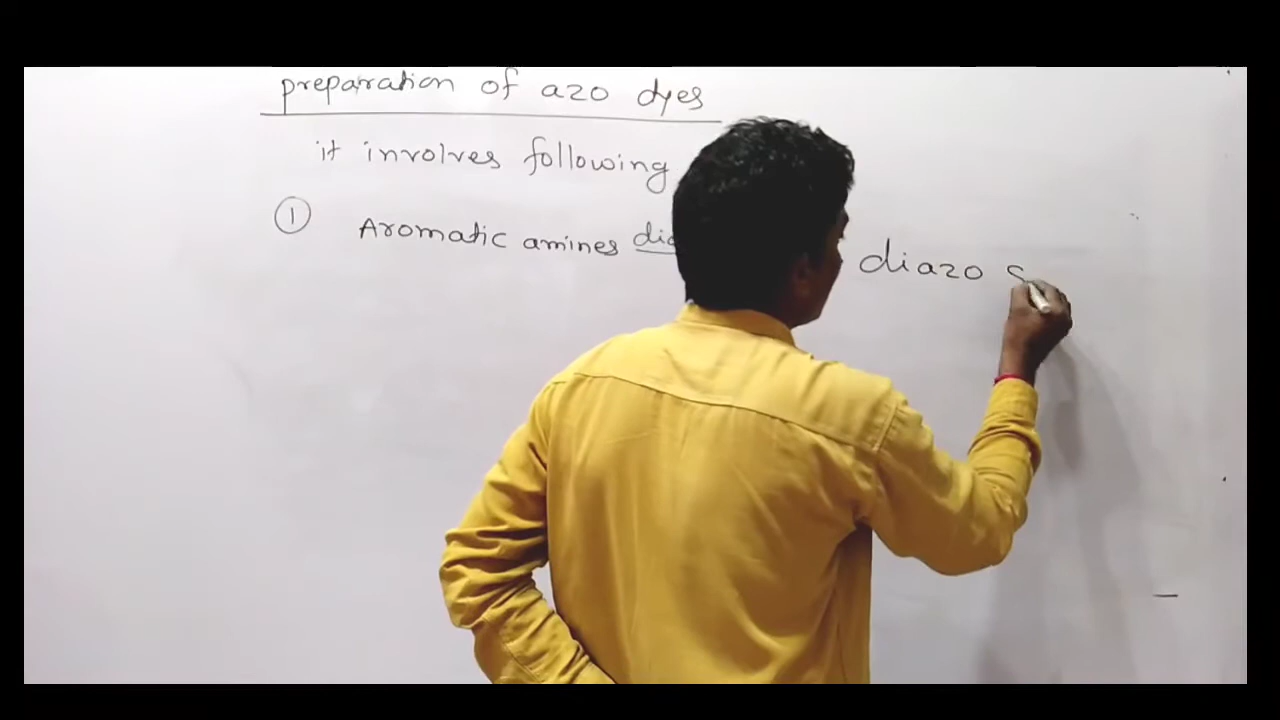 preparation of azo dyes
it involves following
① Aromatic amines diazo